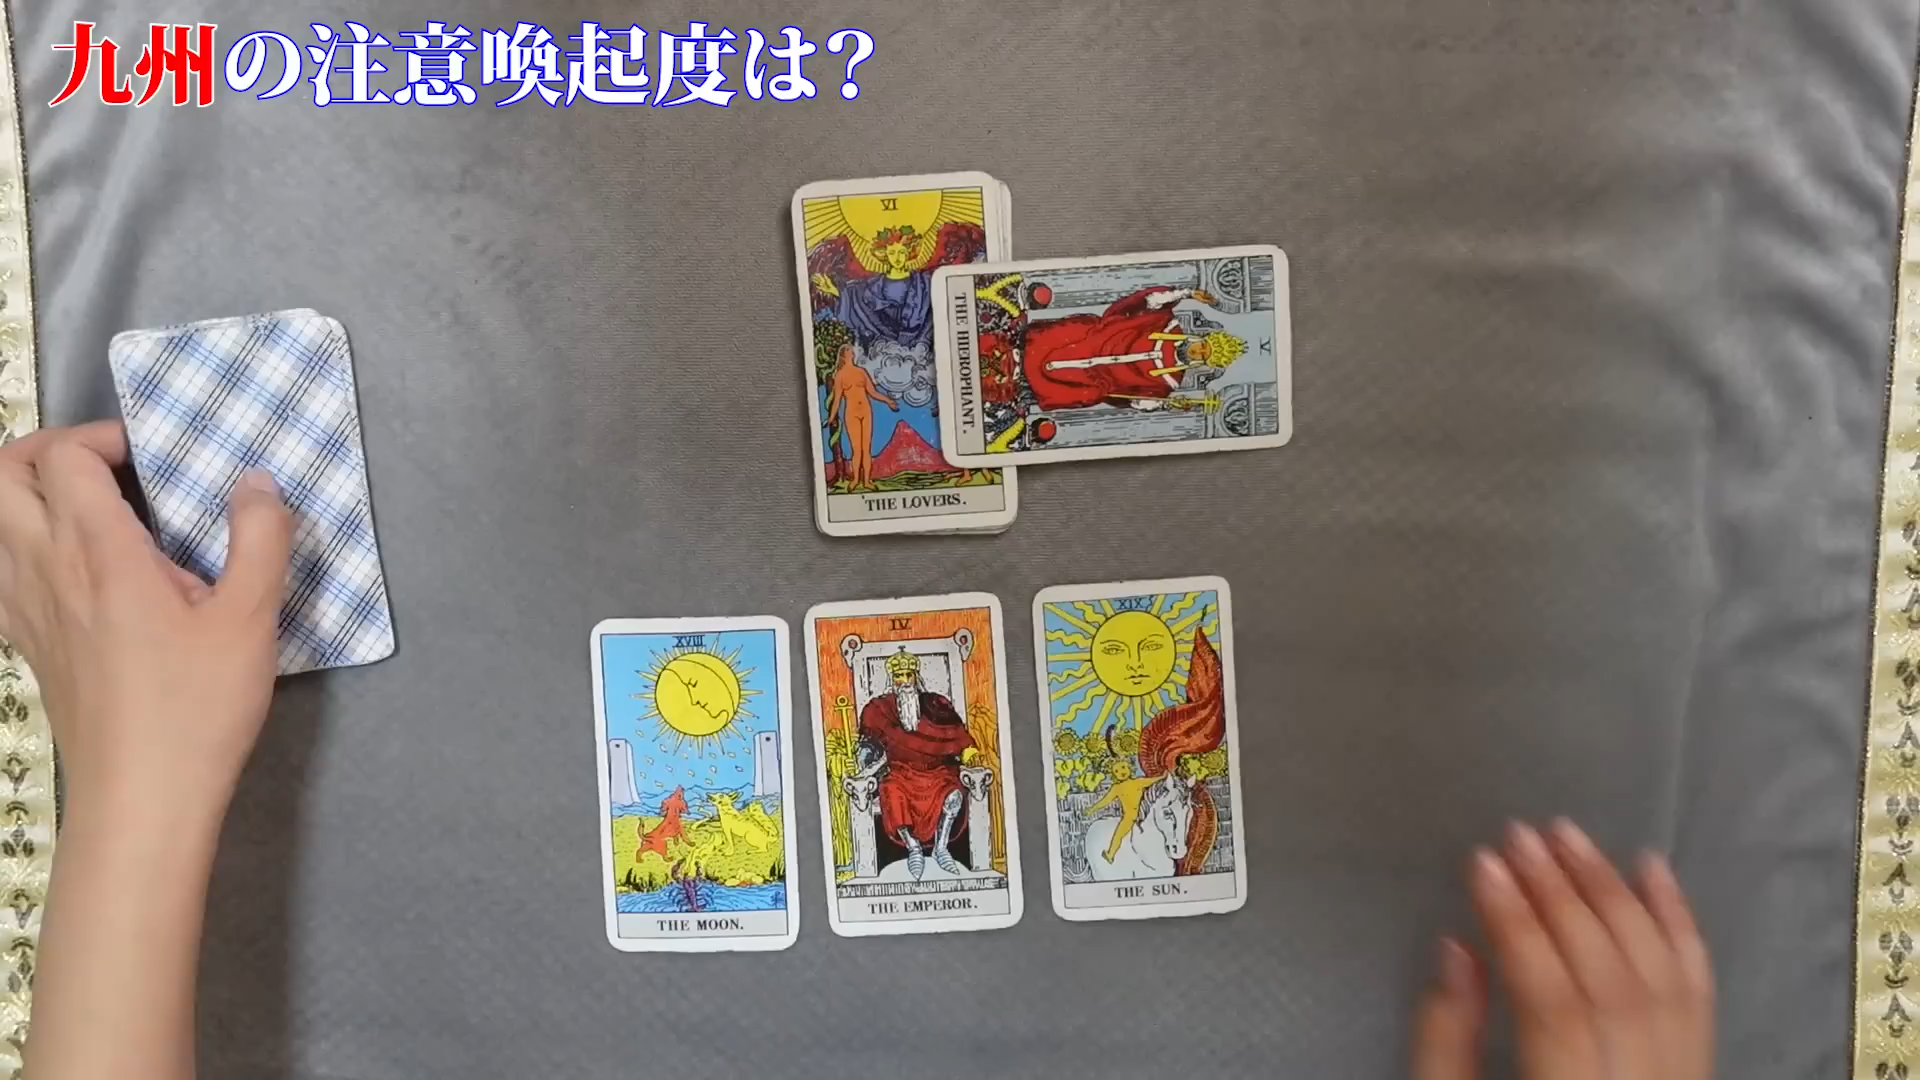 九州の注意喚起度は?
VI
THE LOVERS.
V
THE HIEROPHANT.
XVIII
THE MOON.
IV
THE EMPEROR.
XIX
THE SUN.